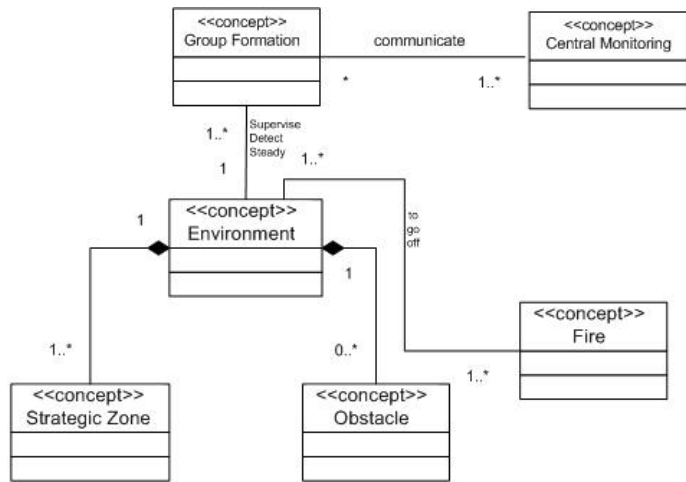 <<concept>>
Group Formation
communicate
<<concept>>
Central Monitoring
*
1..*
1..*
Supervise
Detect
Steady
1
1..*
<<concept>>
Environment
1
1
to
go
off
<<concept>>
Fire
1..*
0..*
1..*
<<concept>>
Strategic Zone
<<concept>>
Obstacle